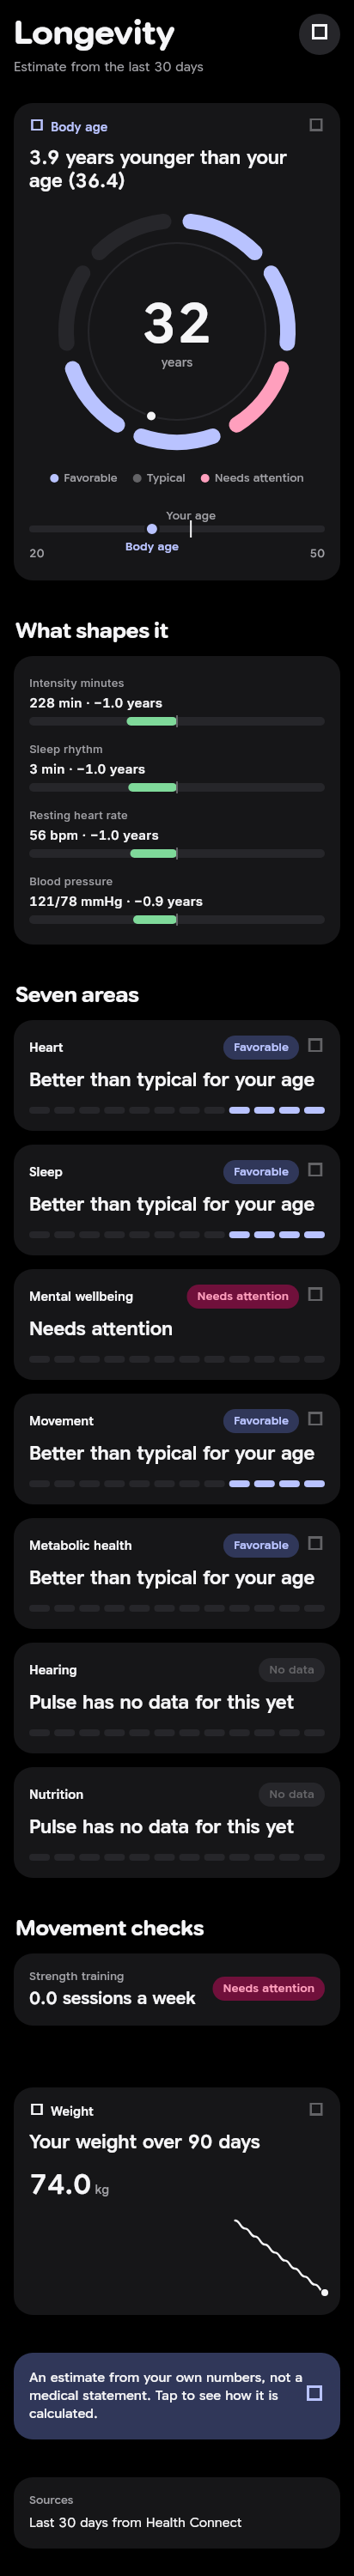 Longevity
Estimate from the last 30 days
Body age
3.9 years younger than your
age (36.4)
32
years
Favorable
Typical
Needs attention
Your age
Body age
20
50
What shapes it
Intensity minutes
228 min · −1.0 years
Sleep rhythm
3 min · −1.0 years
Resting heart rate
56 bpm · −1.0 years
Blood pressure
121/78 mmHg · −0.9 years
Seven areas
Heart
Favorable
Better than typical for your age
Sleep
Favorable
Better than typical for your age
Mental wellbeing
Needs attention
Needs attention
Movement
Favorable
Better than typical for your age
Metabolic health
Favorable
Better than typical for your age
Hearing
No data
Pulse has no data for this yet
Nutrition
No data
Pulse has no data for this yet
Movement checks
Strength training
0.0 sessions a week
Needs attention
Weight
Your weight over 90 days
74.0 kg
An estimate from your own numbers, not a
medical statement. Tap to see how it is
calculated.
Sources
Last 30 days from Health Connect